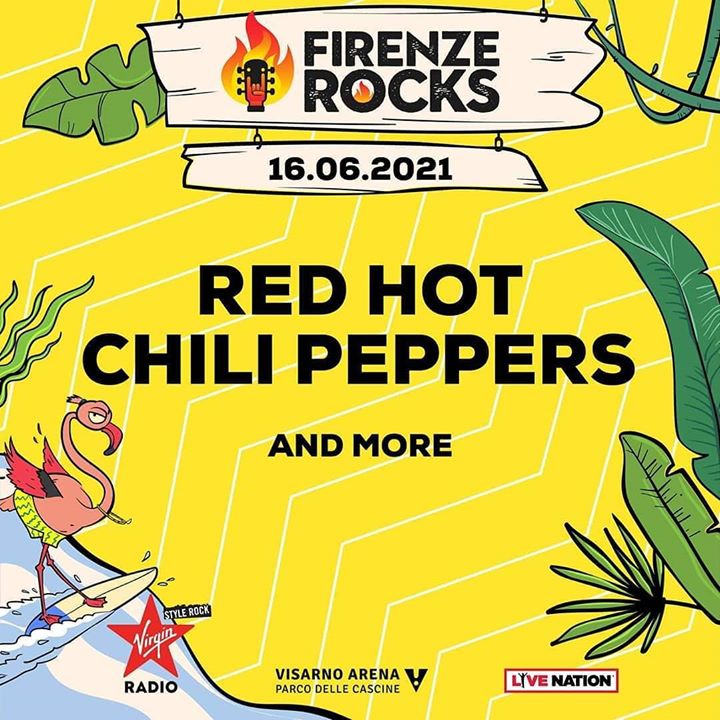 FIRENZE
ROCKS
16.06.2021
RED HOT
CHILI PEPPERS
AND MORE
STYLE ROCK
Virgin
RADIO
VISARNO ARENA
PARCO DELLE CASCINE
LIVE NATION